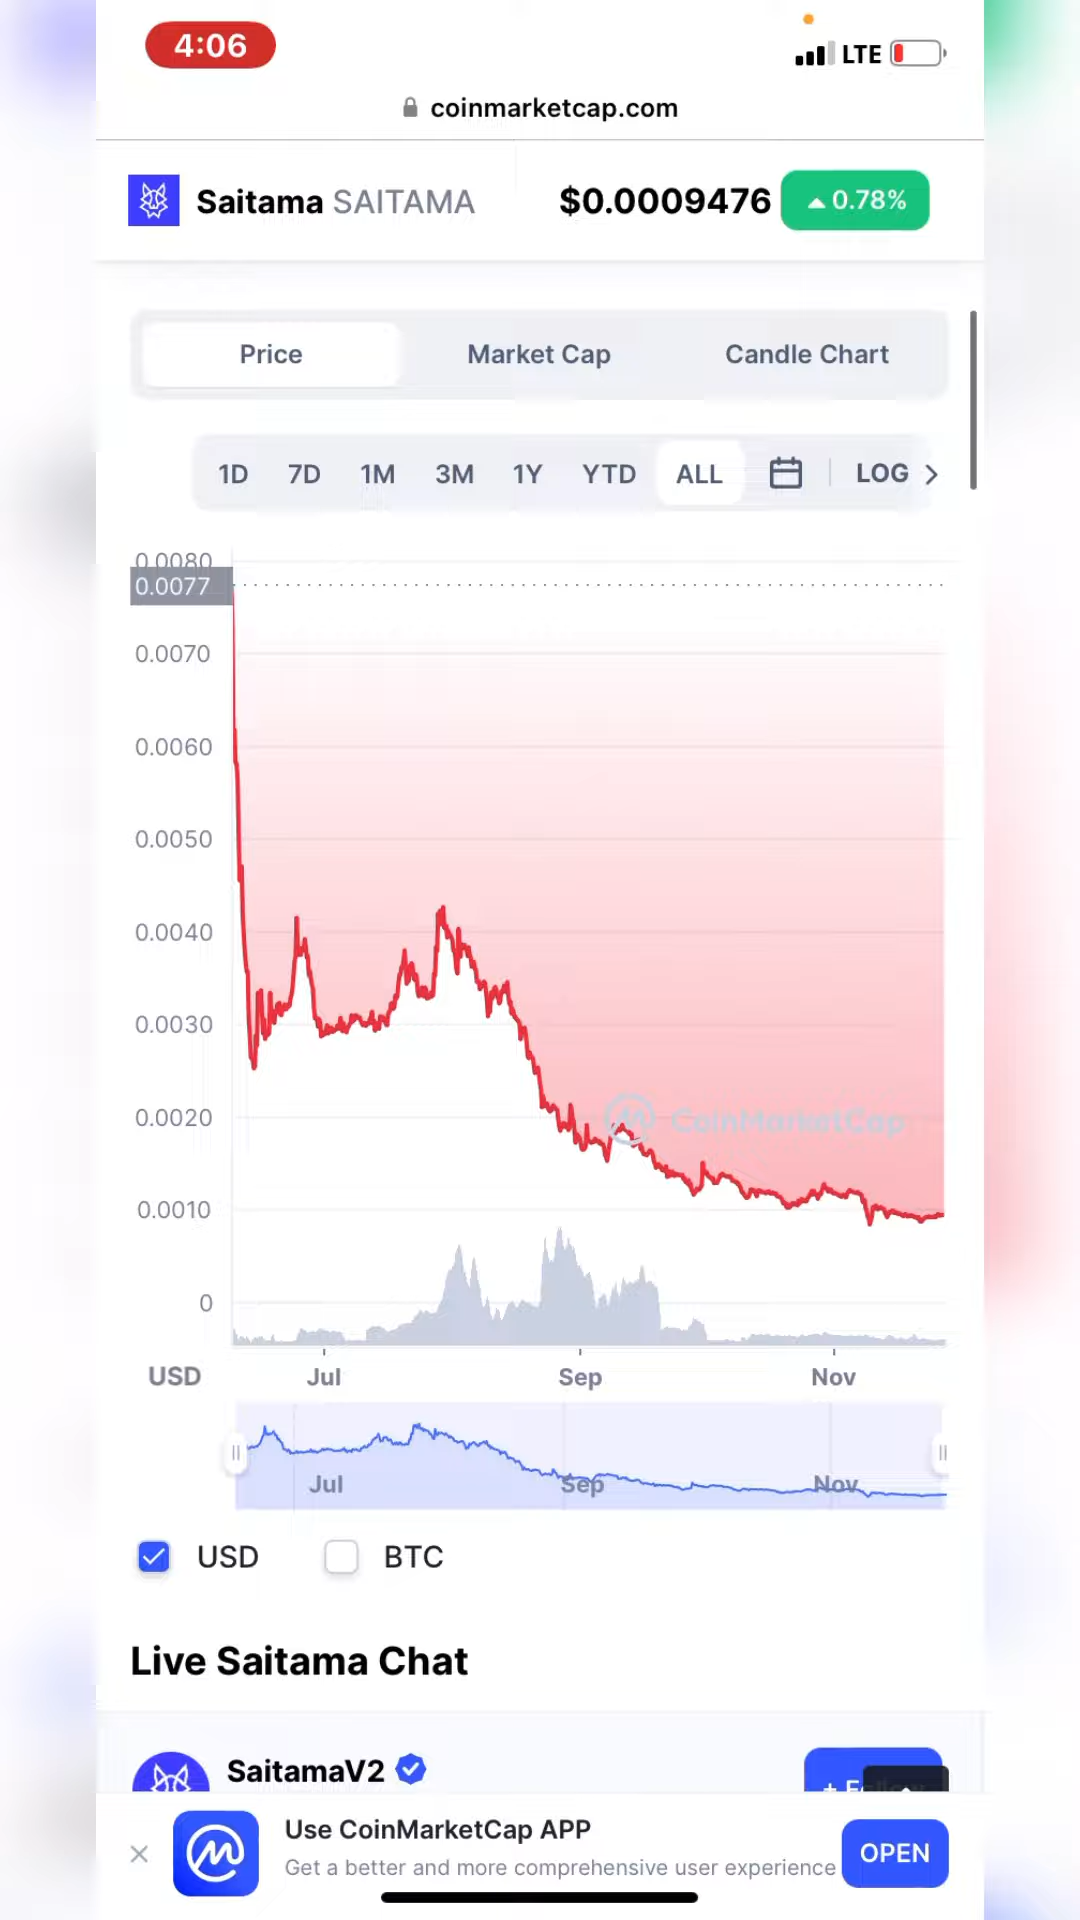 4:06
LTE
coinmarketcap.com
Saitama SAITAMA $0.0009476 0.78%
Price Market Cap Candle Chart
1D 7D 1M 3M 1Y YTD ALL LOG
0.0080
0.0077
0.0070
0.0060
0.0050
0.0040
0.0030
0.0020
CoinMarketCap
0.0010
0
USD Jul Sep Nov
Jul Sep Nov
USD BTC
Live Saitama Chat
SaitamaV2
+ Follow
Use CoinMarketCap APP
Get a better and more comprehensive user experience
OPEN